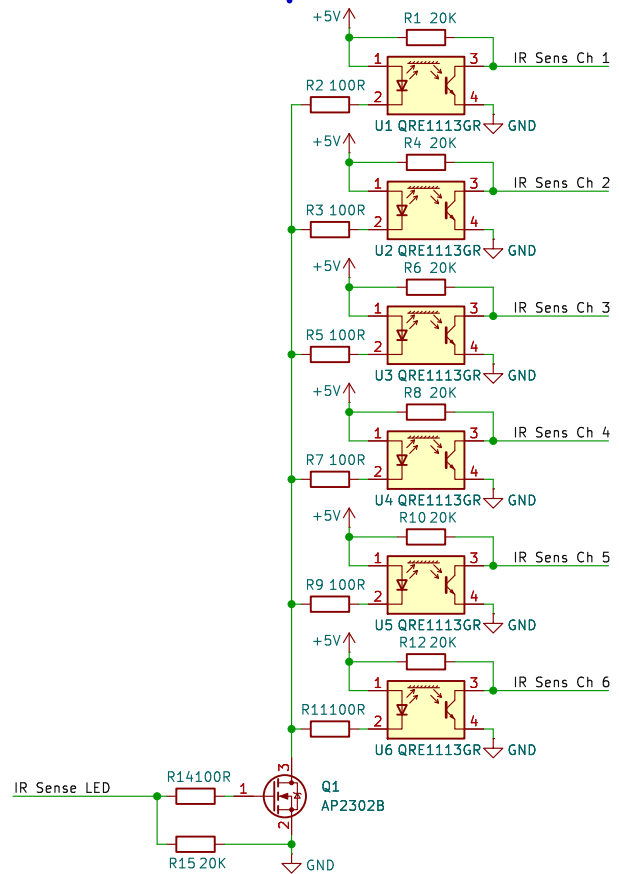 +5V R1 20K
1 3 IR Sens Ch 1
R2 100R 2 4
U1 QRE1113GR GND
+5V R4 20K
1 3 IR Sens Ch 2
R3 100R 2 4
U2 QRE1113GR GND
+5V R6 20K
1 3 IR Sens Ch 3
R5 100R 2 4
U3 QRE1113GR GND
+5V R8 20K
1 3 IR Sens Ch 4
R7 100R 2 4
U4 QRE1113GR GND
+5V R10 20K
1 3 IR Sens Ch 5
R9 100R 2 4
U5 QRE1113GR GND
+5V R12 20K
1 3 IR Sens Ch 6
R11 100R 2 4
U6 QRE1113GR GND
3
IR Sense LED R14 100R 1 Q1
AP2302B
2
R15 20K GND